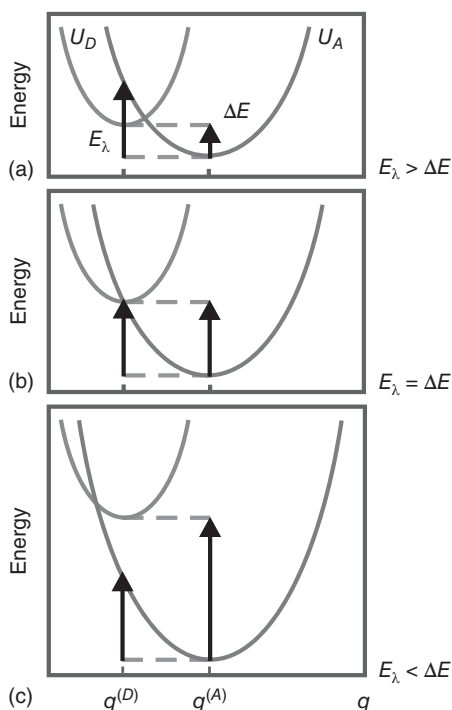 U_D
U_A
Energy
E_λ
ΔE
(a)
E_λ > ΔE
Energy
(b)
E_λ = ΔE
Energy
E_λ < ΔE
(c)
q^(D)
q^(A)
q